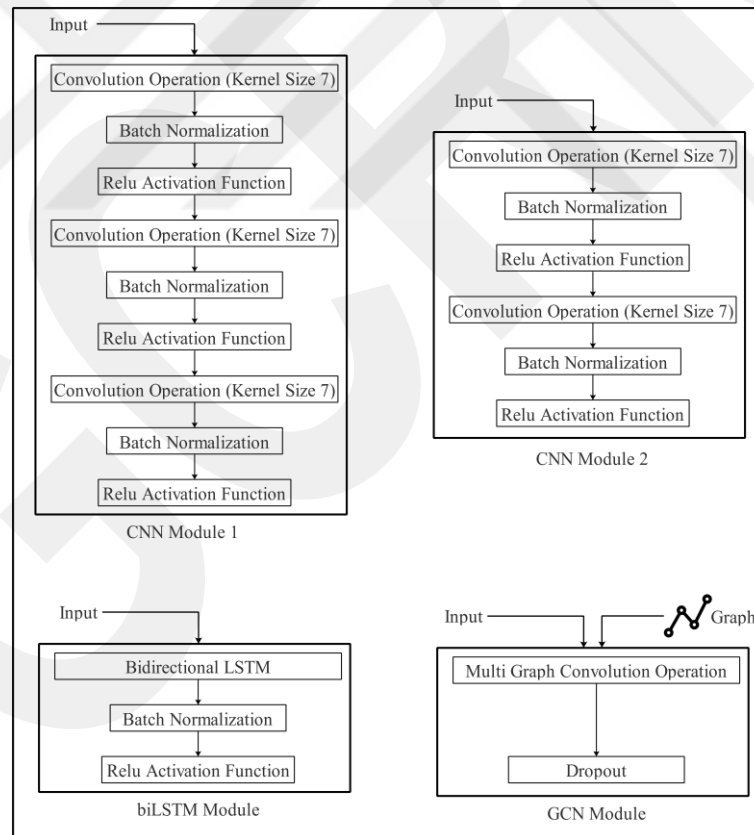 Input
Convolution Operation (Kernel Size 7)
Batch Normalization
Relu Activation Function
Convolution Operation (Kernel Size 7)
Batch Normalization
Relu Activation Function
Convolution Operation (Kernel Size 7)
Batch Normalization
Relu Activation Function
CNN Module 1
Input
Convolution Operation (Kernel Size 7)
Batch Normalization
Relu Activation Function
Convolution Operation (Kernel Size 7)
Batch Normalization
Relu Activation Function
CNN Module 2
Input
Bidirectional LSTM
Batch Normalization
Relu Activation Function
biLSTM Module
Input
Graph
Multi Graph Convolution Operation
Dropout
GCN Module